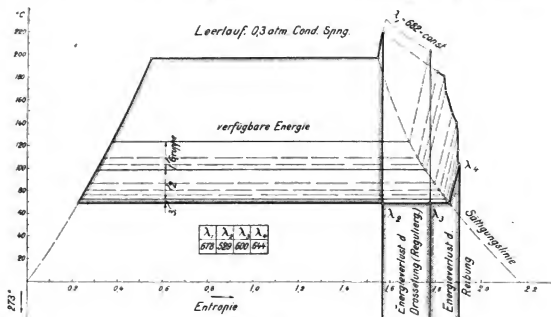 °C
Leerlauf. 0,3 atm. Cond. Spng.
λ₁-682-const
200
180
160
140
120
100
80
60
40
20
0
273°
verfügbare Energie
Gruppe
λ₄
λ₂
λ₃
Sättigungslinie
Energieverlust d
Drosselung (Regulierg)
Energieverlust d.
Reibung
λ₁ λ₂ λ₃ λ₄
678 589 600 644
0,2 0,4 0,6 0,8 1,0 1,2 1,4 1,6 1,8 2,0 2,2
Entropie